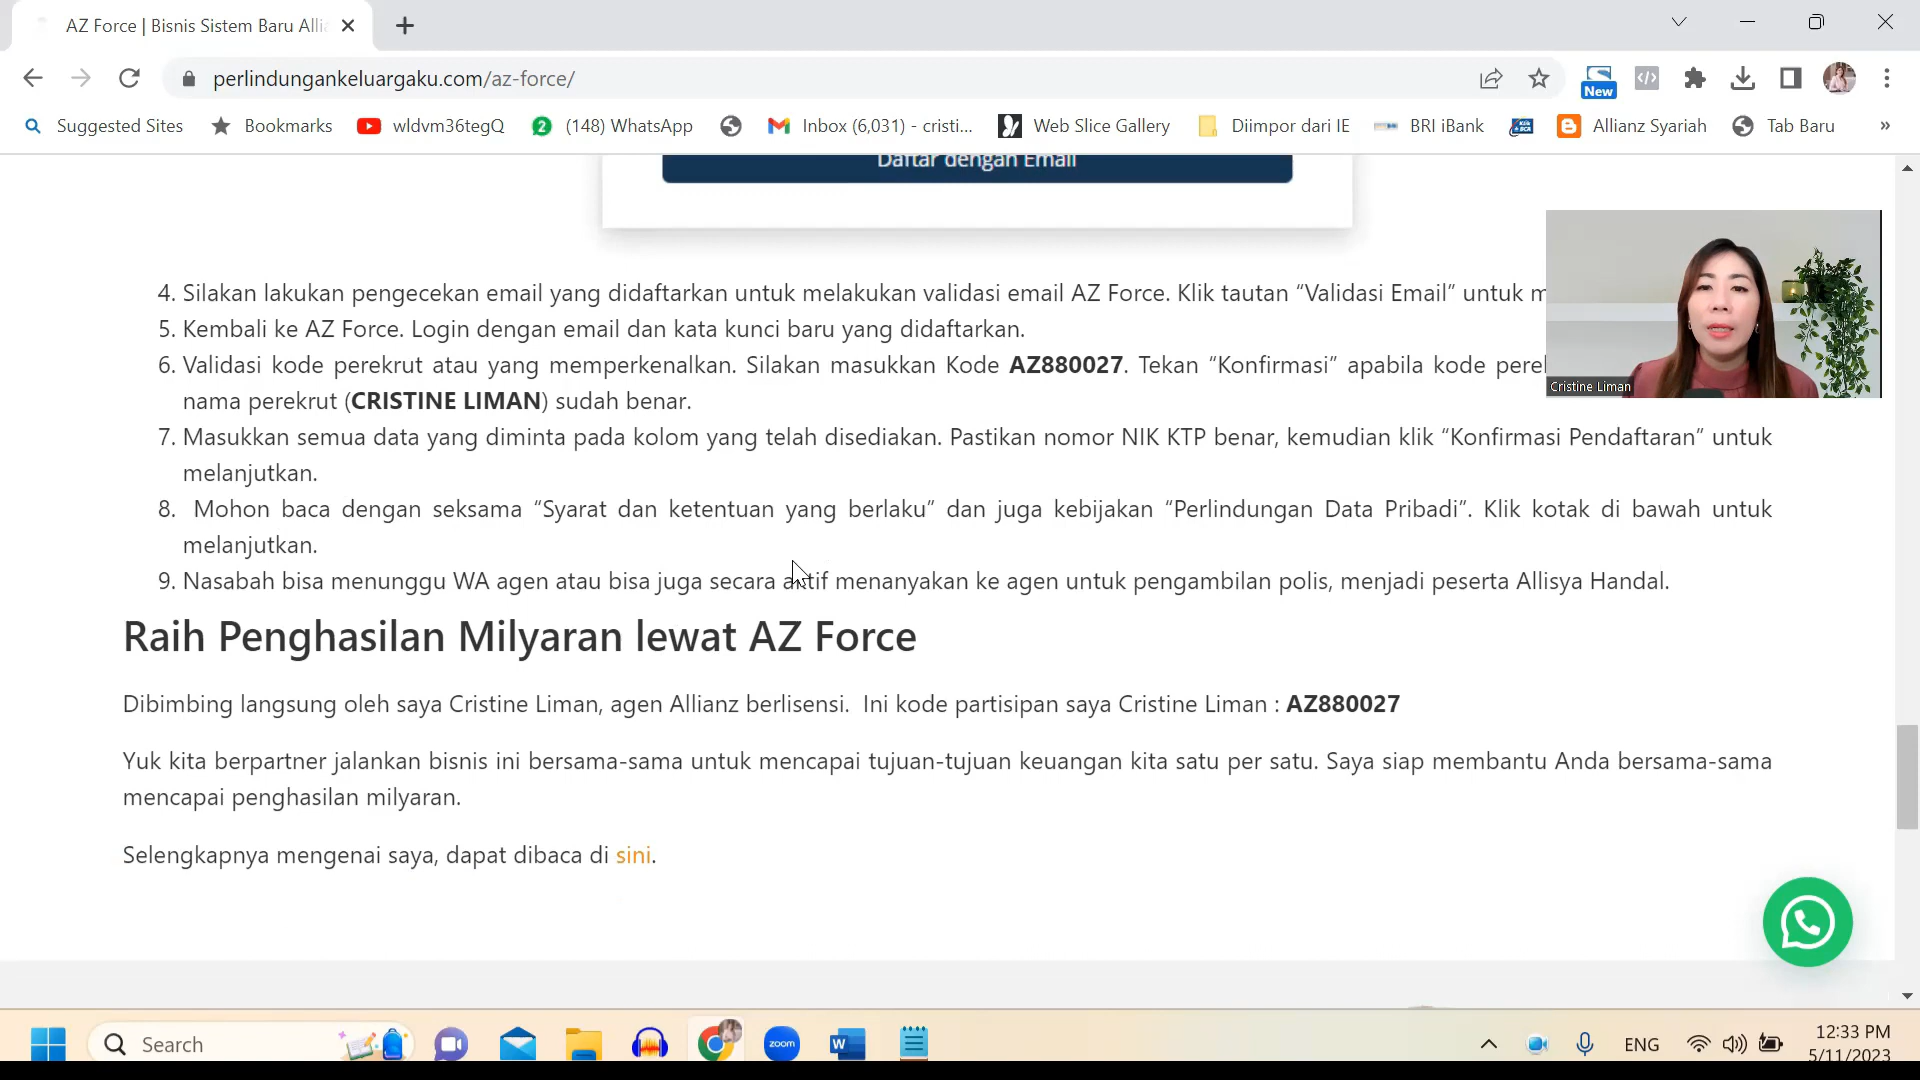 AZ Force | Bisnis Sistem Baru Alli
perlindungankeluargaku.com/az-force/
New
Suggested Sites
Bookmarks
wldvm36tegQ
2
(148) WhatsApp
Inbox (6,031) - cristi...
Web Slice Gallery
Diimpor dari IE
BRI iBank
Allianz Syariah
Tab Baru
»
Daftar dengan Email
4. Silakan lakukan pengecekan email yang didaftarkan untuk melakukan validasi email AZ Force. Klik tautan “Validasi Email” untuk
5. Kembali ke AZ Force. Login dengan email dan kata kunci baru yang didaftarkan.
6. Validasi kode perekrut atau yang memperkenalkan. Silakan masukkan Kode AZ880027. Tekan “Konfirmasi” apabila kode
nama perekrut (CRISTINE LIMAN) sudah benar.
Cristine Liman
7. Masukkan semua data yang diminta pada kolom yang telah disediakan. Pastikan nomor NIK KTP benar, kemudian klik “Konfirmasi Pendaftaran” untuk
melanjutkan.
8. Mohon baca dengan seksama “Syarat dan ketentuan yang berlaku” dan juga kebijakan “Perlindungan Data Pribadi”. Klik kotak di bawah untuk
melanjutkan.
9. Nasabah bisa menunggu WA agen atau bisa juga secara aktif menanyakan ke agen untuk pengambilan polis, menjadi peserta Allisya Handal.
Raih Penghasilan Milyaran lewat AZ Force
Dibimbing langsung oleh saya Cristine Liman, agen Allianz berlisensi. Ini kode partisipan saya Cristine Liman : AZ880027
Yuk kita berpartner jalankan bisnis ini bersama-sama untuk mencapai tujuan-tujuan keuangan kita satu per satu. Saya siap membantu Anda bersama-sama
mencapai penghasilan milyaran.
Selengkapnya mengenai saya, dapat dibaca di sini.
Search
zoom
W
ENG
12:33 PM
5/11/2023